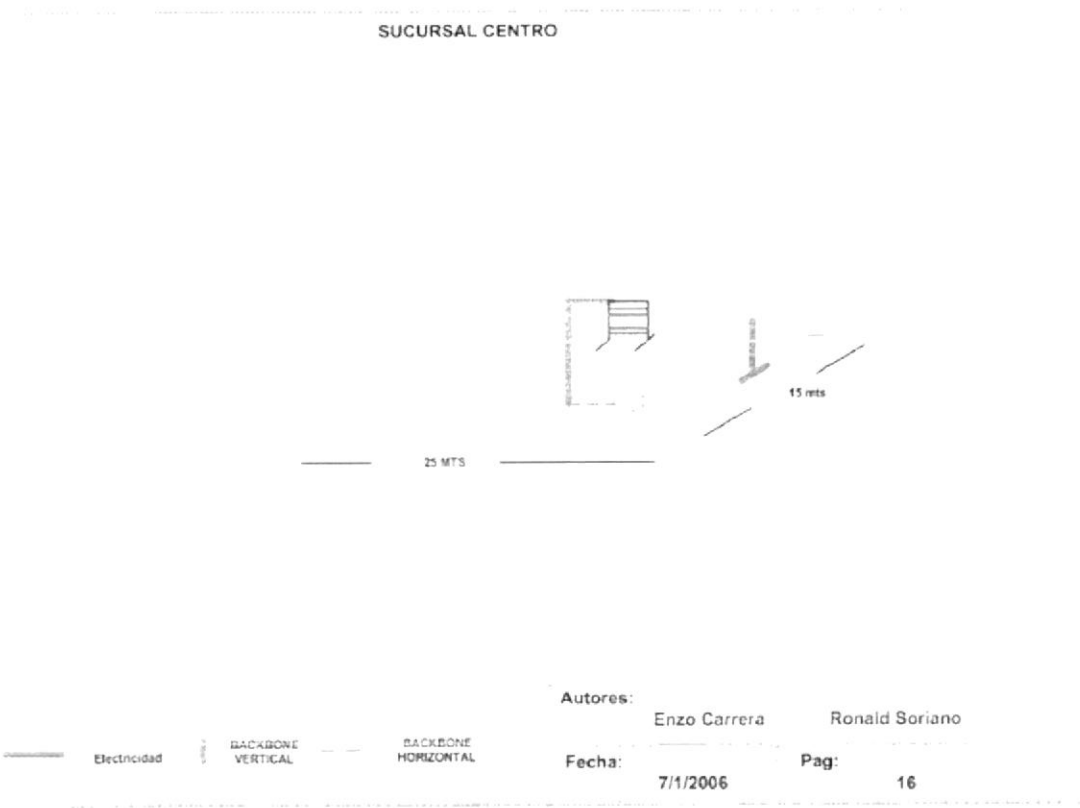 SUCURSAL CENTRO
15 mts
25 MTS
Autores:
Enzo Carrera
Ronald Soriano
Electricidad
BACKBONE
VERTICAL
BACKBONE
HORIZONTAL
Fecha:
7/1/2006
Pag:
16